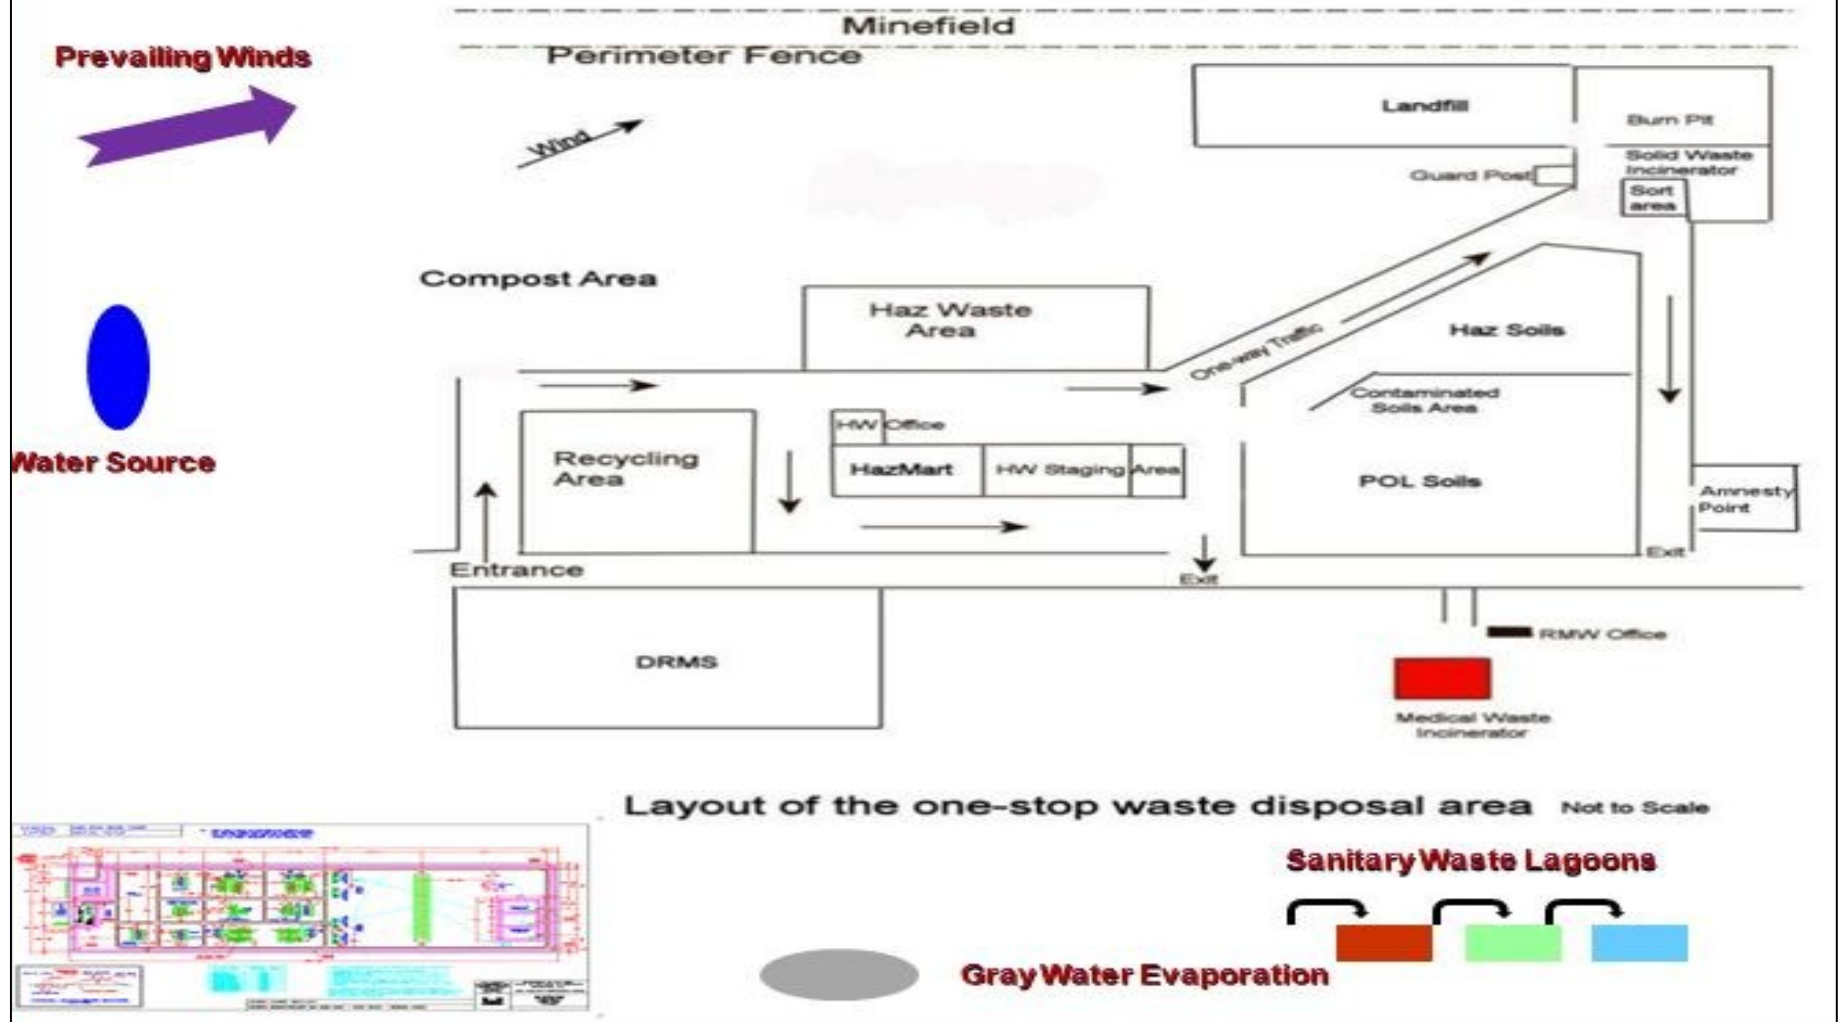 Minefield
Prevailing Winds
Perimeter Fence
Landfill
Burn Pit
Wind
Solid Waste
Incinerator
Guard Post
Sort
area
Compost Area
Haz Waste
Area
Haz Soils
One-way Traffic
Contaminated
Soils Area
HW Office
Water Source
Recycling
Area
HazMart
HW Staging Area
POL Soils
Amnesty
Point
Exit
Entrance
Exit
RMW Office
DRMS
Medical Waste
Incinerator
Layout of the one-stop waste disposal area Not to Scale
Sanitary Waste Lagoons
Gray Water Evaporation